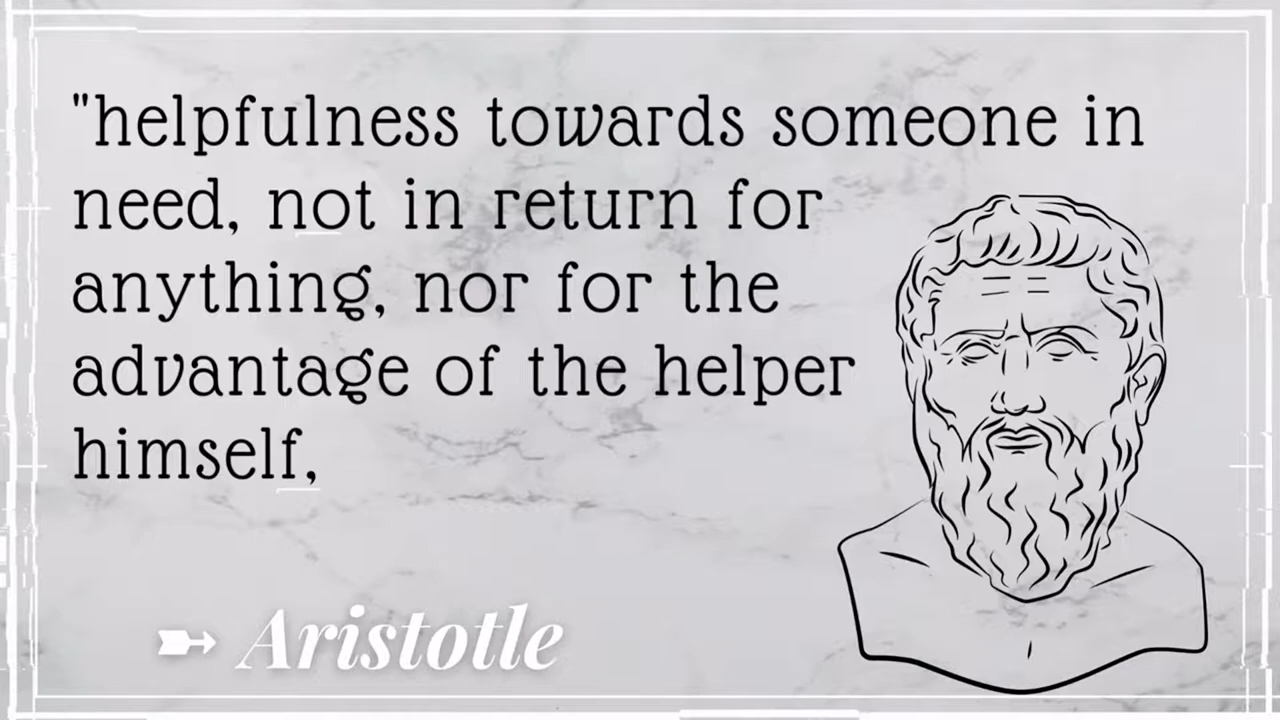 "helpfulness towards someone in
need, not in return for
anything, nor for the
advantage of the helper
himself,
Aristotle